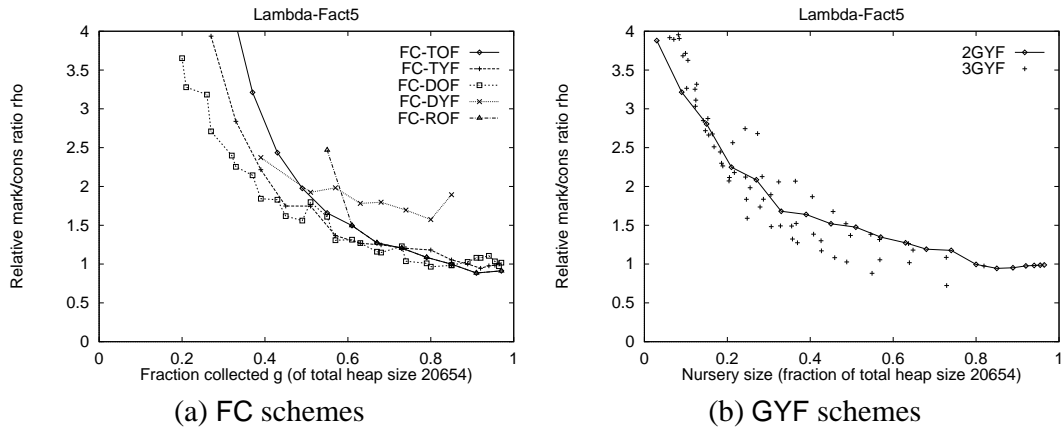 Lambda-Fact5
4
3.5
3
2.5
2
1.5
1
0.5
0
Relative mark/cons ratio rho
FC-TOF
FC-TYF
FC-DOF
FC-DYF
FC-ROF
0 0.2 0.4 0.6 0.8 1
Fraction collected g (of total heap size 20654)
(a) FC schemes
Lambda-Fact5
4
3.5
3
2.5
2
1.5
1
0.5
0
Relative mark/cons ratio rho
2GYF
3GYF
0 0.2 0.4 0.6 0.8 1
Nursery size (fraction of total heap size 20654)
(b) GYF schemes